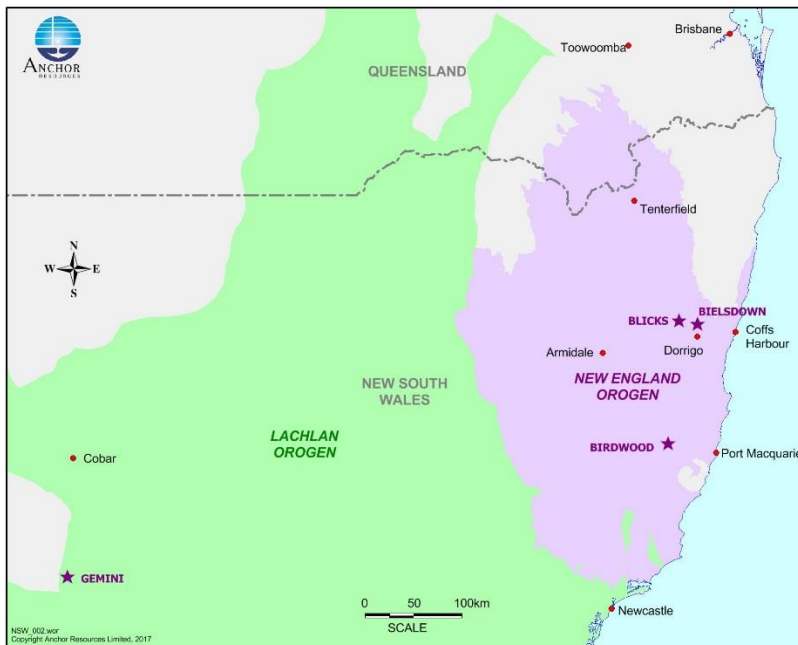 ANCHOR
RESOURCES
Brisbane
Toowoomba
QUEENSLAND
Tenterfield
N
W E
S
BLICKS
BIELSDOWN
Coffs
Harbour
Dorrigo
Armidale
NEW SOUTH
WALES
NEW ENGLAND
OROGEN
LACHLAN
OROGEN
BIRDWOOD
Port Macquarie
Cobar
GEMINI
0 50 100km
SCALE
Newcastle
NSW_002.wor
Copyright Anchor Resources Limited, 2017